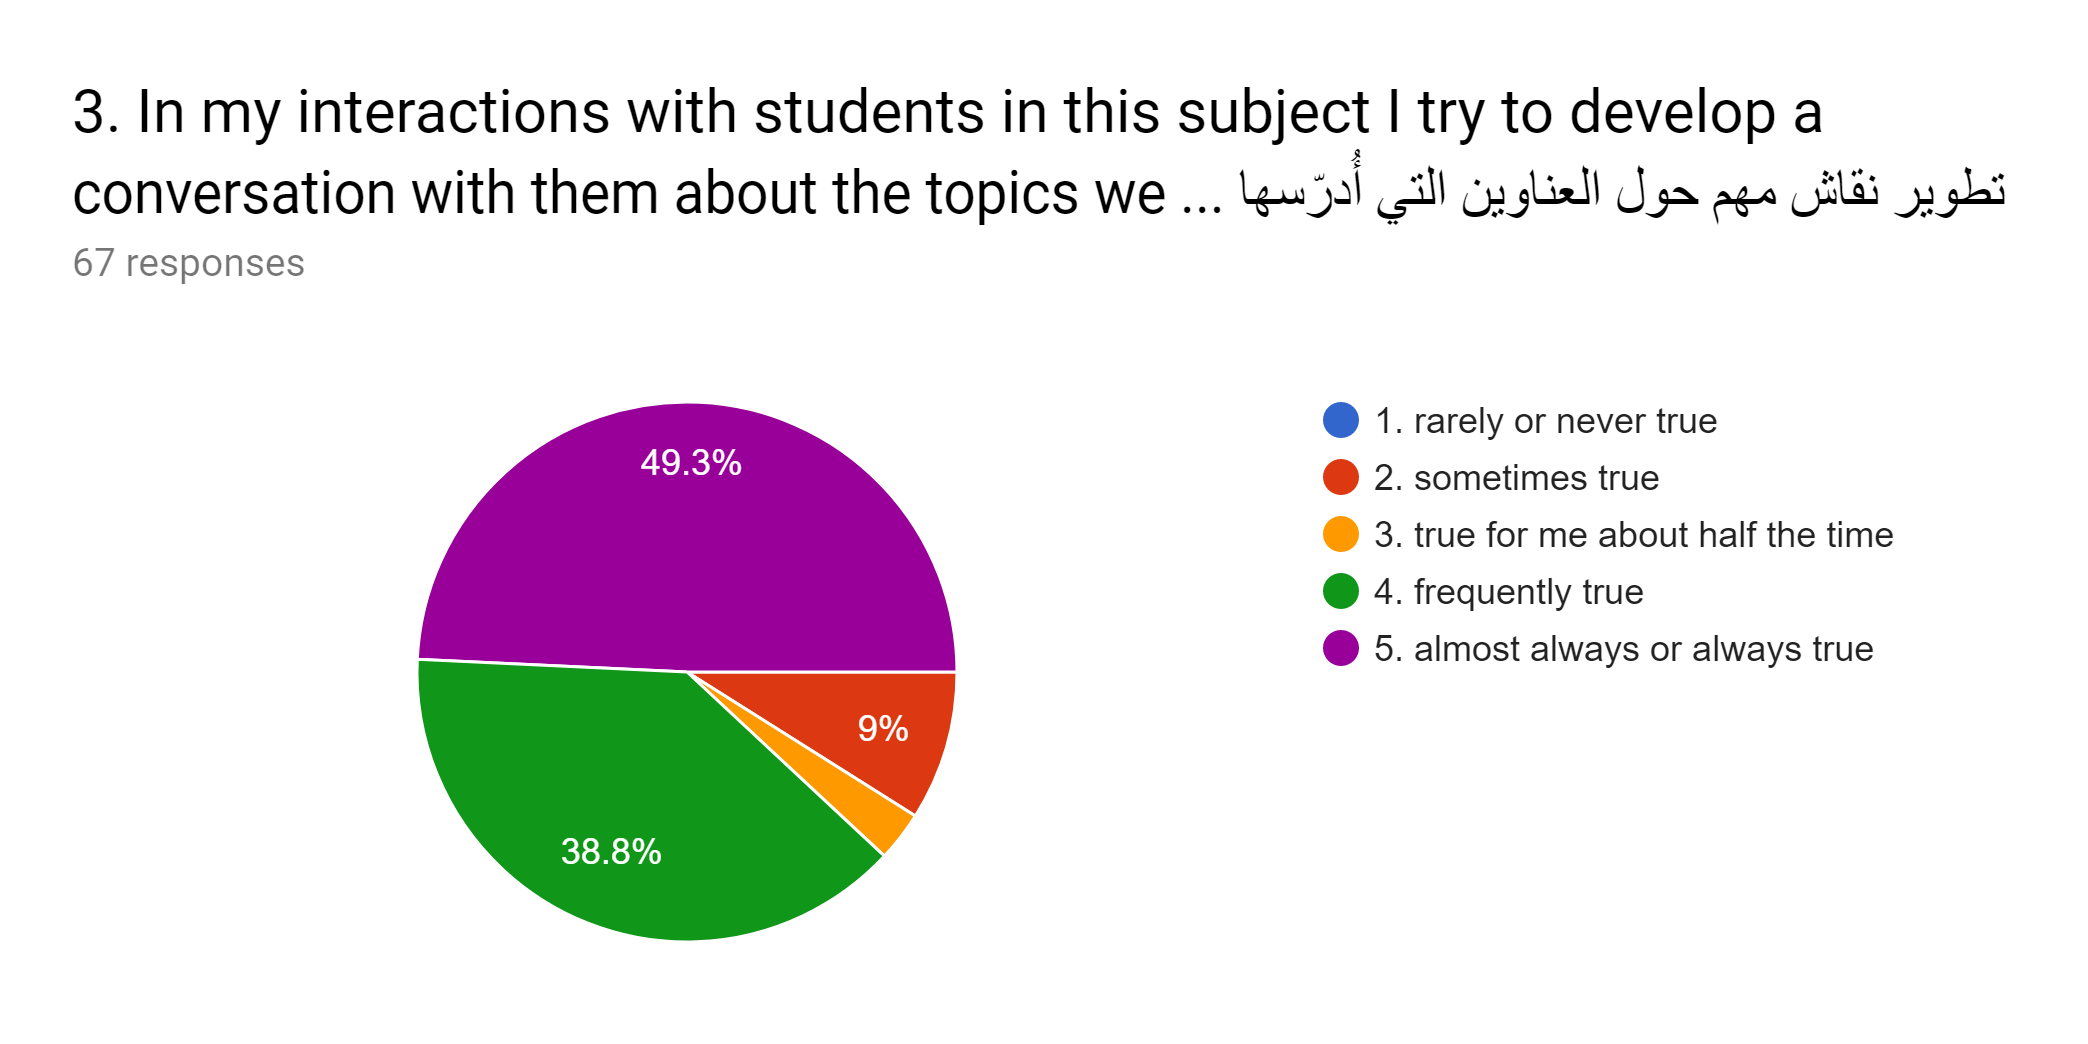 3. In my interactions with students in this subject I try to develop a
conversation with them about the topics we ... تطوير نقاش مهم حول العناوين التي أُدرّسها
67 responses
49.3%
9%
38.8%
1. rarely or never true
2. sometimes true
3. true for me about half the time
4. frequently true
5. almost always or always true